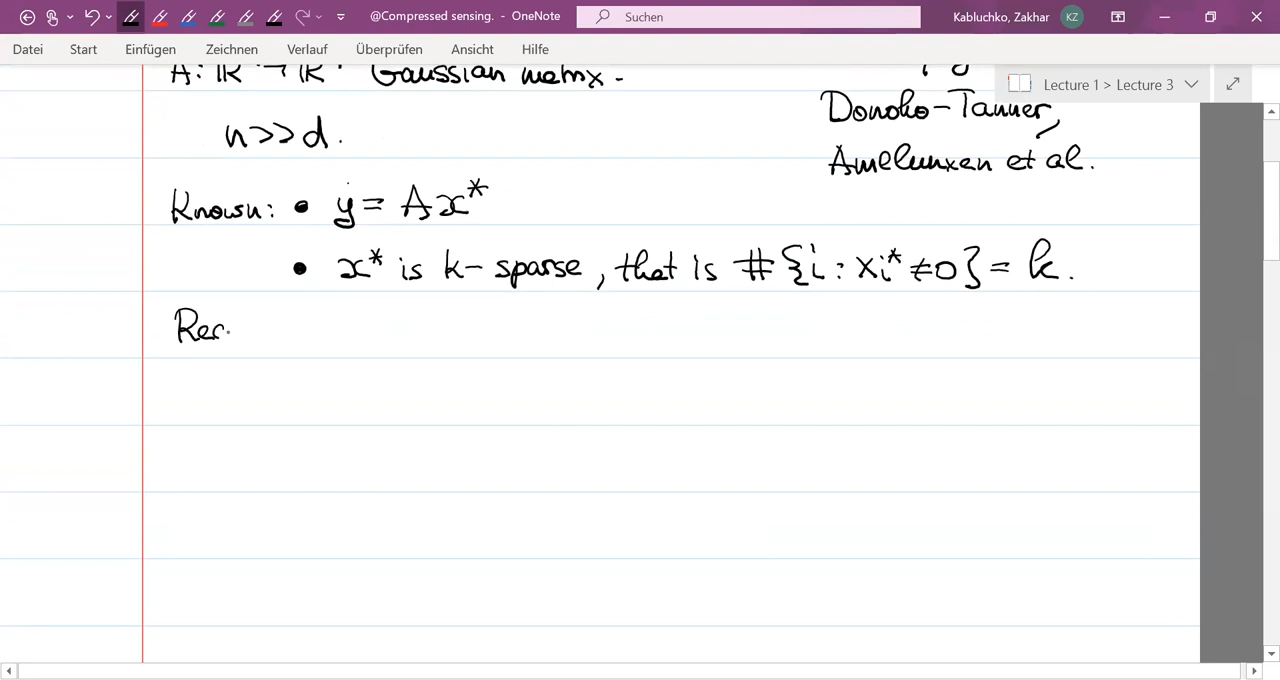 @Compressed sensing. - OneNote
Suchen
Kabluchko, Zakhar
KZ
Datei Start Einfügen Zeichnen Verlauf Überprüfen Ansicht Hilfe
Lecture 1 > Lecture 3
Gaussian matrix.
Donoho-Tanner,
n>>d.
Amelunxen et al.
Known: • y = Ax*
• x* is k-sparse, that is #{i : xi* ≠ 0} = k.
Rec